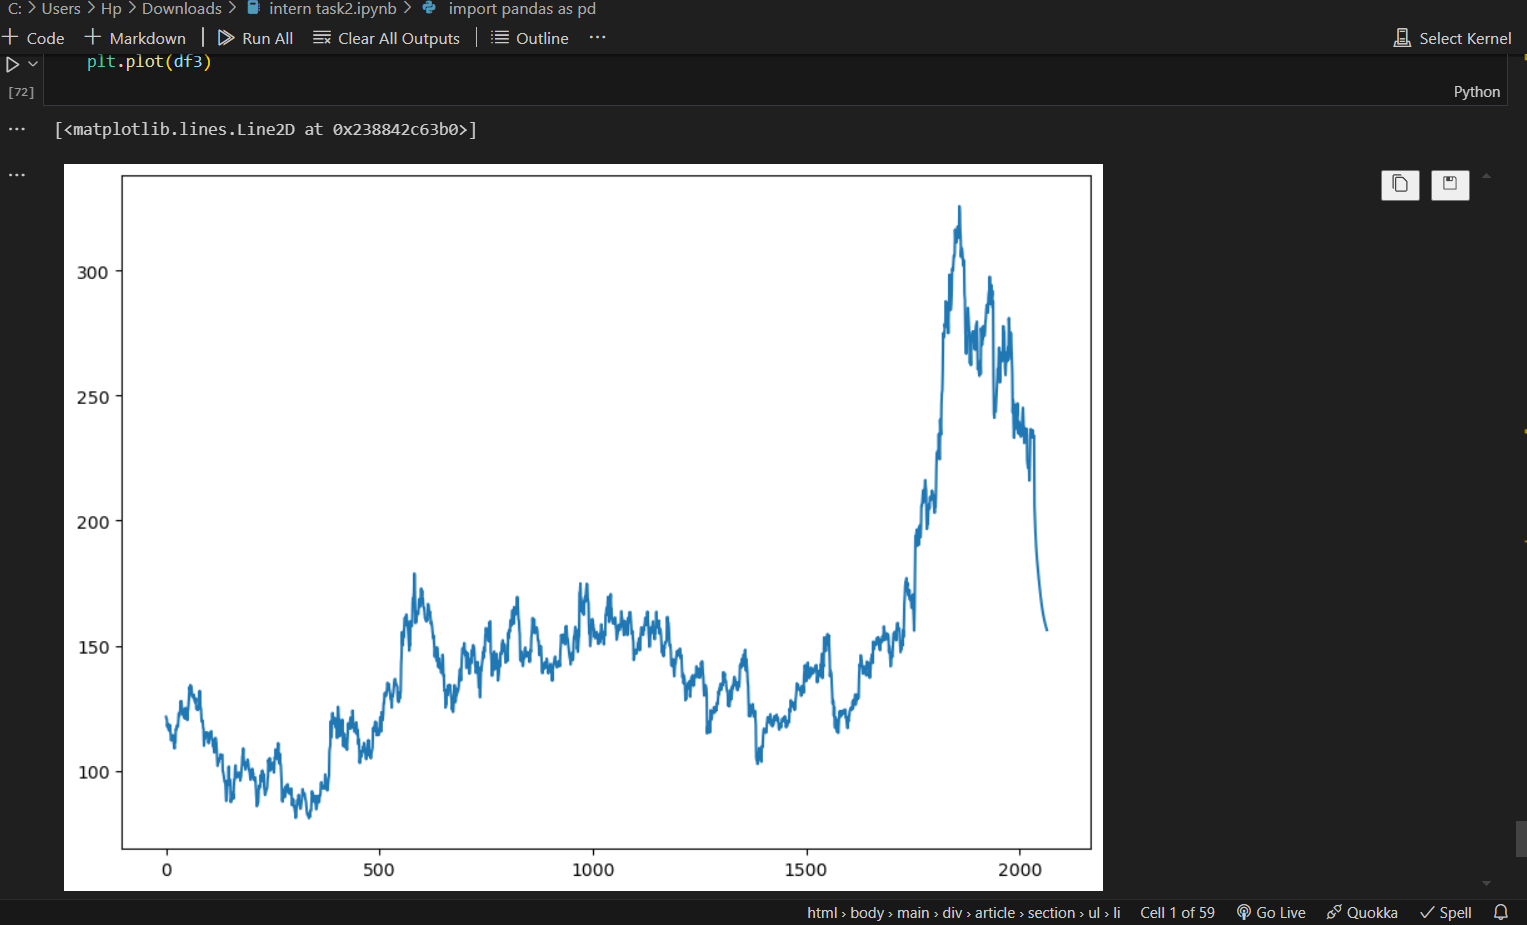 C: > Users > Hp > Downloads > intern task2.ipynb > import pandas as pd
+ Code + Markdown | Run All Clear All Outputs | Outline ...
Select Kernel
plt.plot(df3)
[72]
Python
[<matplotlib.lines.Line2D at 0x238842c63b0>]
300
250
200
150
100
0 500 1000 1500 2000
html › body › main › div › article › section › ul › li Cell 1 of 59 Go Live Quokka Spell